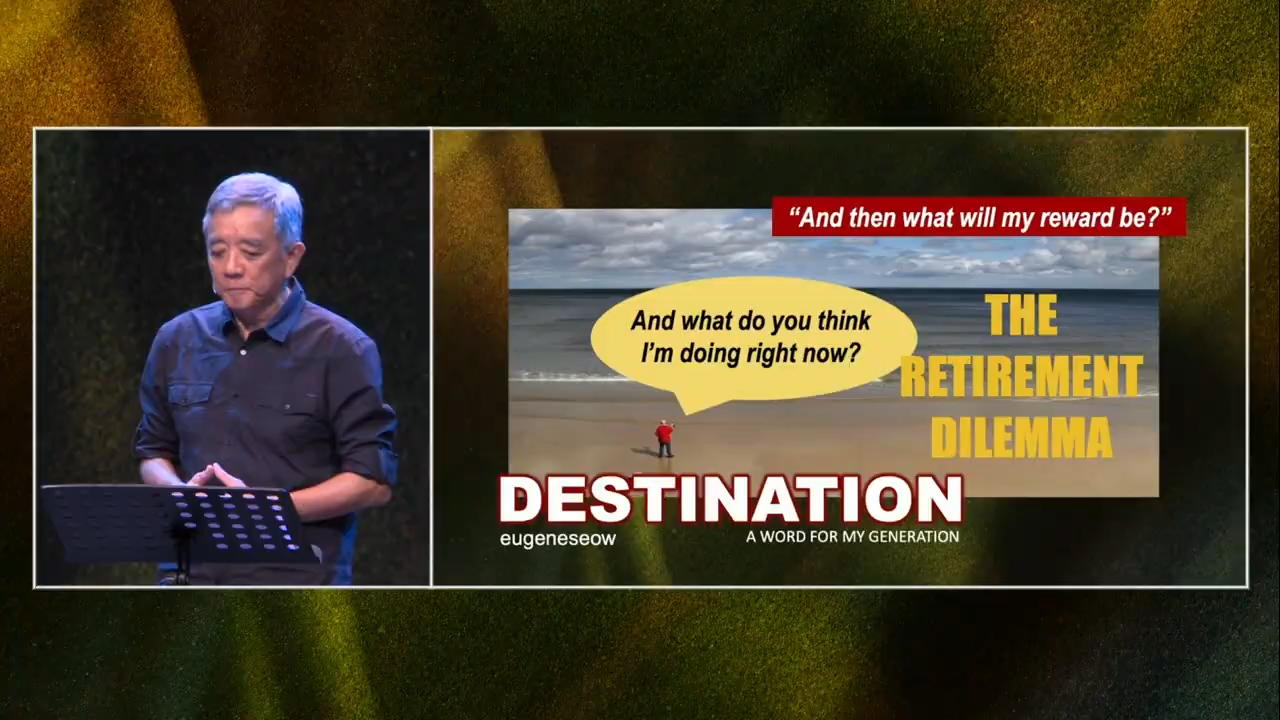 “And then what will my reward be?”
And what do you think
I’m doing right now?
THE
RETIREMENT
DILEMMA
DESTINATION
eugeneseow
A WORD FOR MY GENERATION